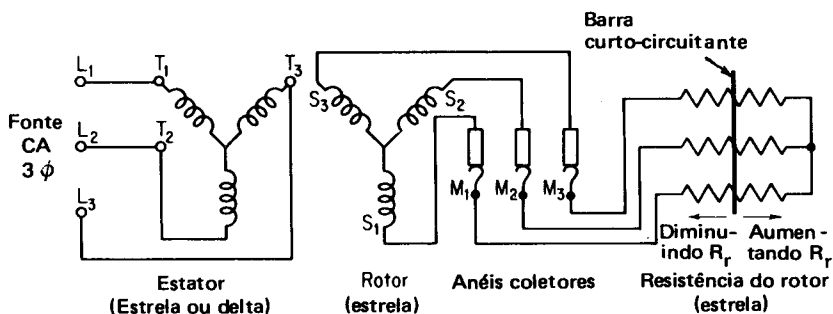 Barra
curto-circuitante
L1
T1
T3
S3
S2
Fonte
CA
3 ϕ
L2
T2
L3
S1
M1
M2
M3
Diminu-
indo Rr
Aumen-
tando Rr
Estator
(Estrela ou delta)
Rotor
(estrela)
Anéis coletores
Resistência do rotor
(estrela)